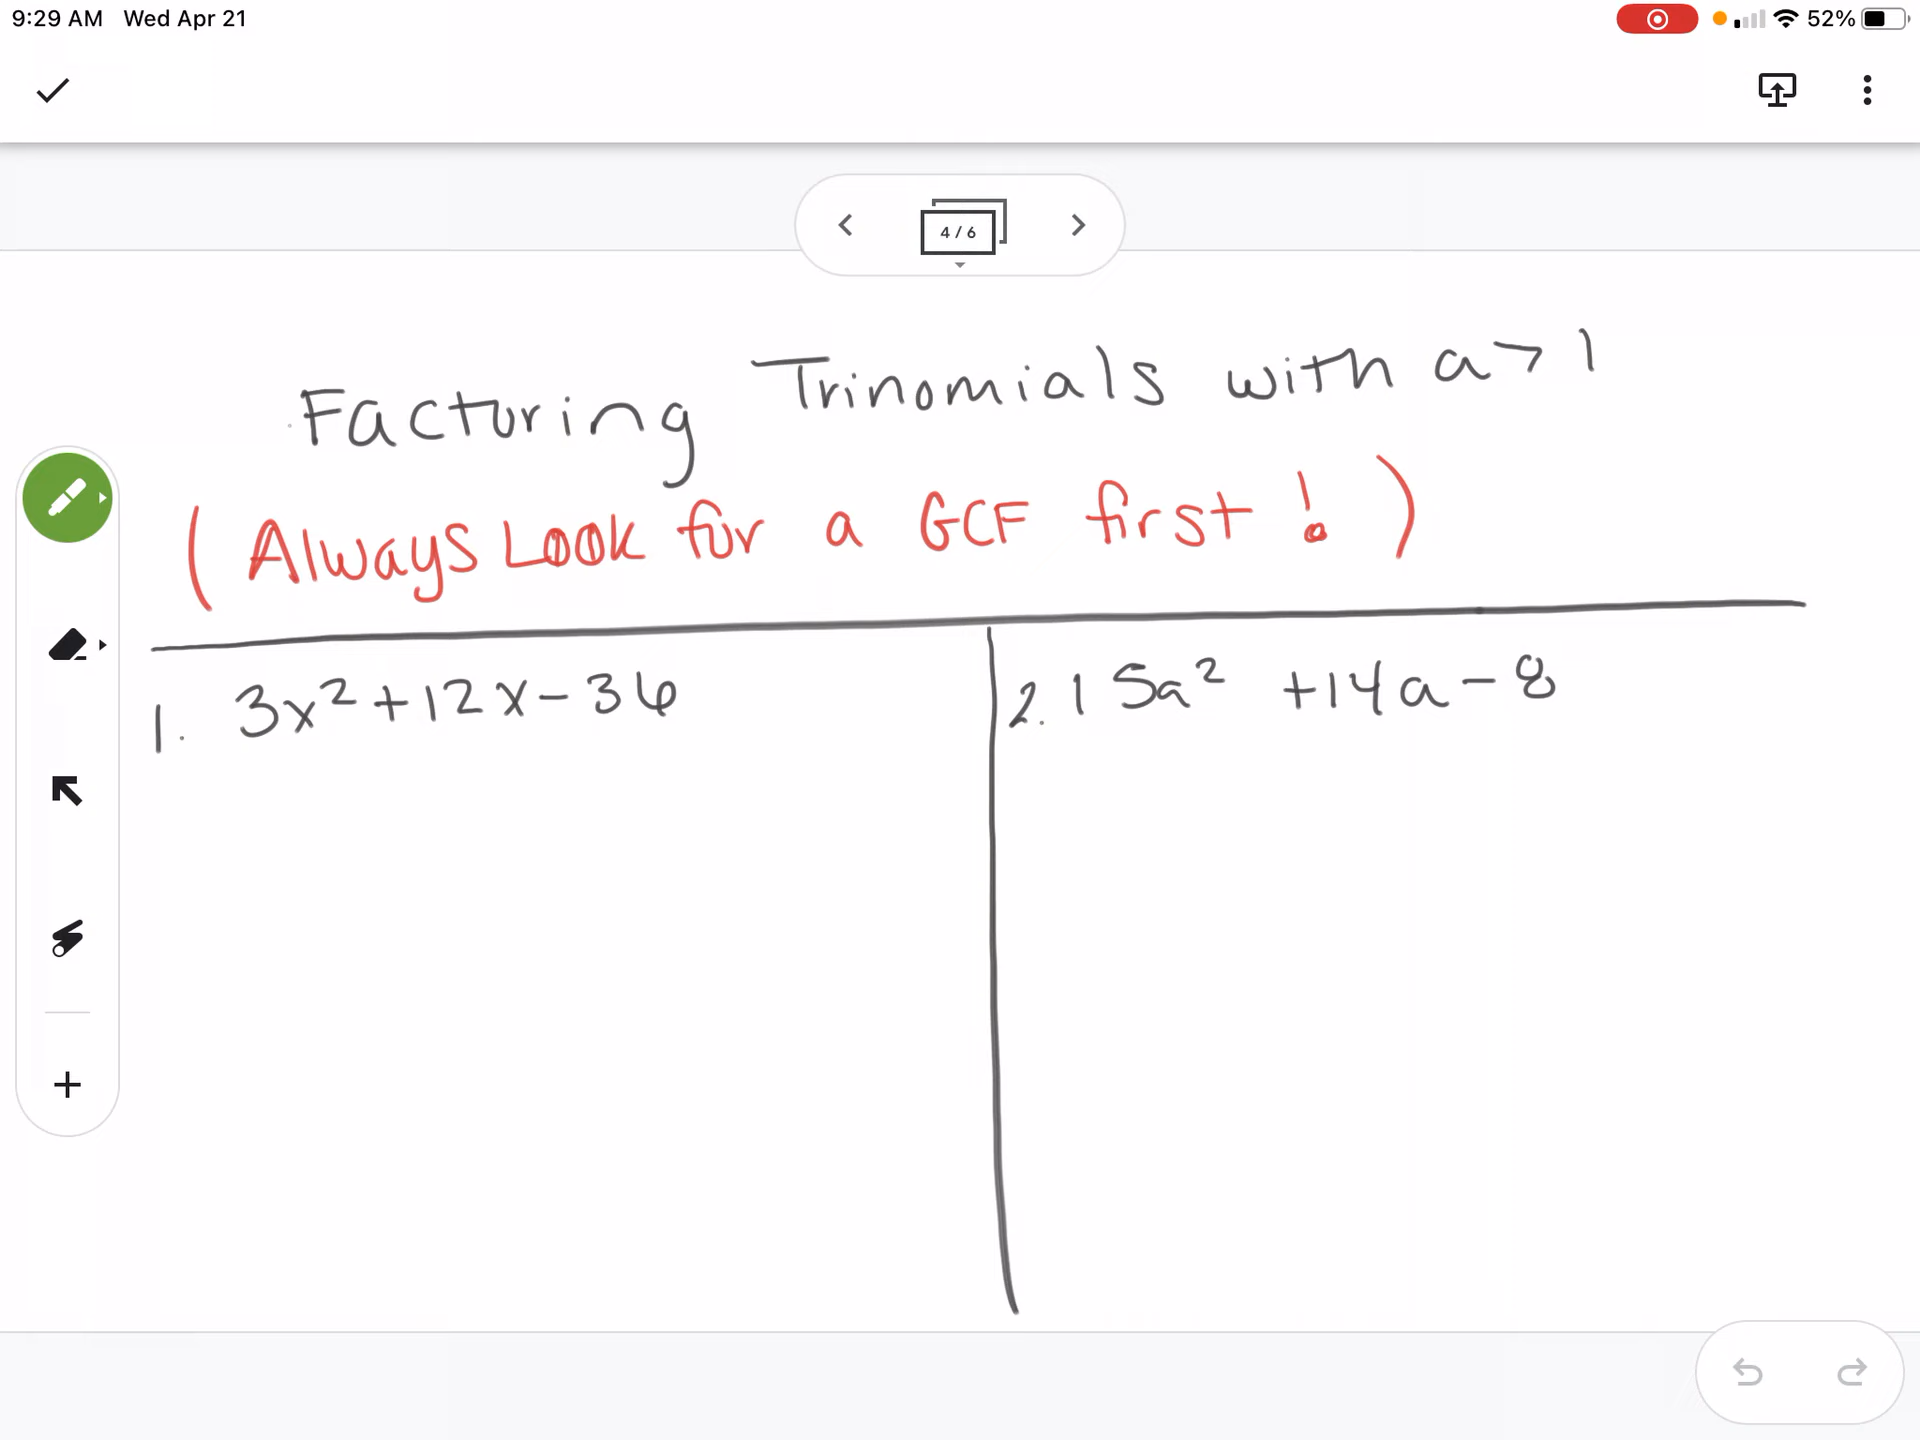 9:29 AM Wed Apr 21
52%
4 / 6
Factoring Trinomials with a > 1
(Always Look for a GCF first!)
1. 3x² + 12x - 36
2. 15a² + 14a - 8